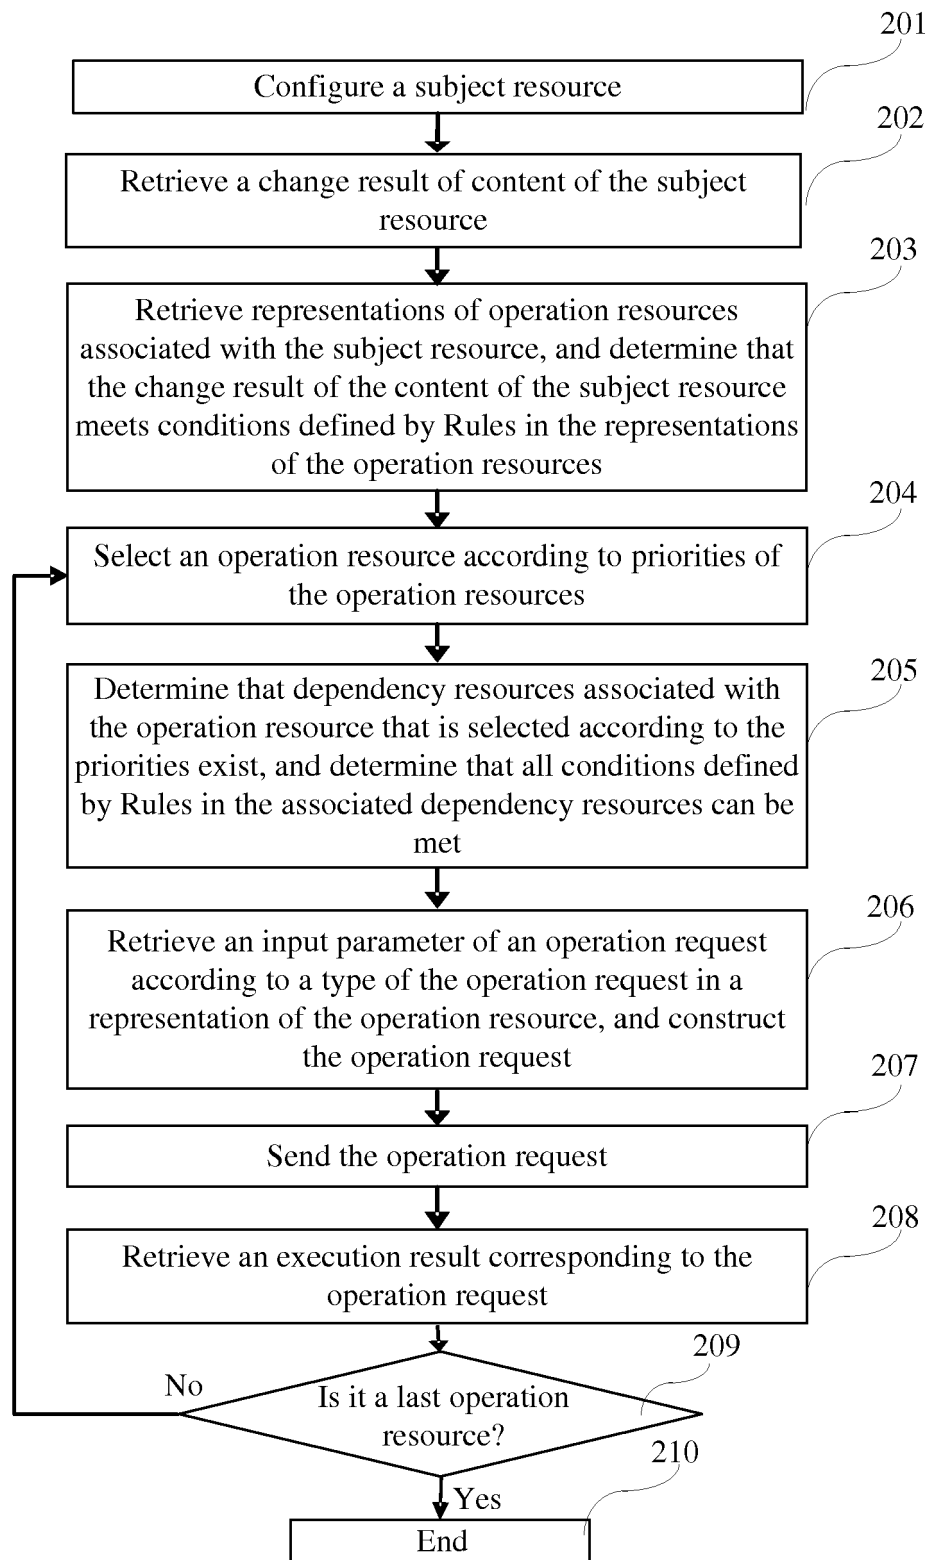 201
Configure a subject resource
202
Retrieve a change result of content of the subject
resource
203
Retrieve representations of operation resources
associated with the subject resource, and determine that
the change result of the content of the subject resource
meets conditions defined by Rules in the representations
of the operation resources
204
Select an operation resource according to priorities of
the operation resources
205
Determine that dependency resources associated with
the operation resource that is selected according to the
priorities exist, and determine that all conditions defined
by Rules in the associated dependency resources can be
met
206
Retrieve an input parameter of an operation request
according to a type of the operation request in a
representation of the operation resource, and construct
the operation request
207
Send the operation request
208
Retrieve an execution result corresponding to the
operation request
209
No
Is it a last operation
resource?
210
Yes
End